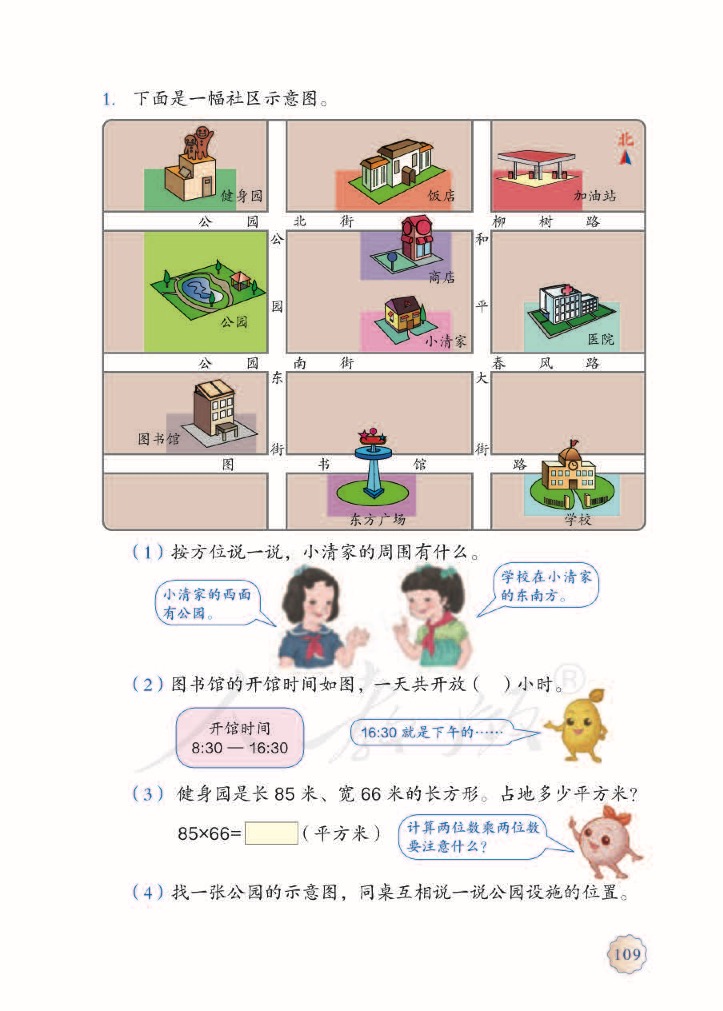 1. 下面是一幅社区示意图。
北
健身园
饭店
加油站
公园北街
柳树路
公园东街
和平大街
商店
公园
小清家
医院
公园南街
春风路
图书馆
图书馆路
东方广场
学校
(1)按方位说一说，小清家的周围有什么。
小清家的西面
有公园。
学校在小清家
的东南方。
(2)图书馆的开馆时间如图，一天共开放( )小时。
开馆时间
8:30 — 16:30
16:30 就是下午的……
(3) 健身园是长 85 米、宽 66 米的长方形。占地多少平方米？
85×66= (平方米)
计算两位数乘两位数
要注意什么？
(4)找一张公园的示意图，同桌互相说一说公园设施的位置。
人教版®
109